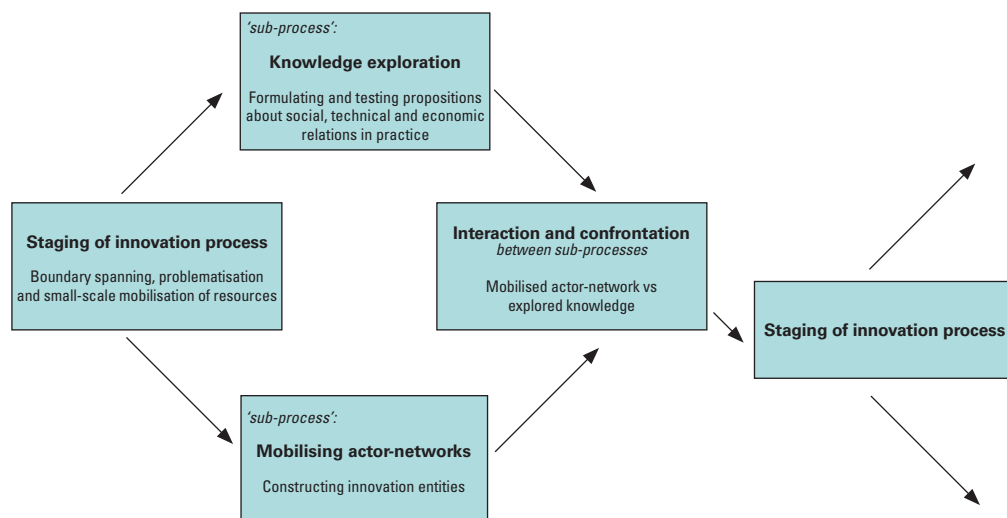 'sub-process':
Knowledge exploration
Formulating and testing propositions
about social, technical and economic
relations in practice
Staging of innovation process
Boundary spanning, problematisation
and small-scale mobilisation of resources
Interaction and confrontation
between sub-processes
Mobilised actor-network vs
explored knowledge
Staging of innovation process
'sub-process':
Mobilising actor-networks
Constructing innovation entities